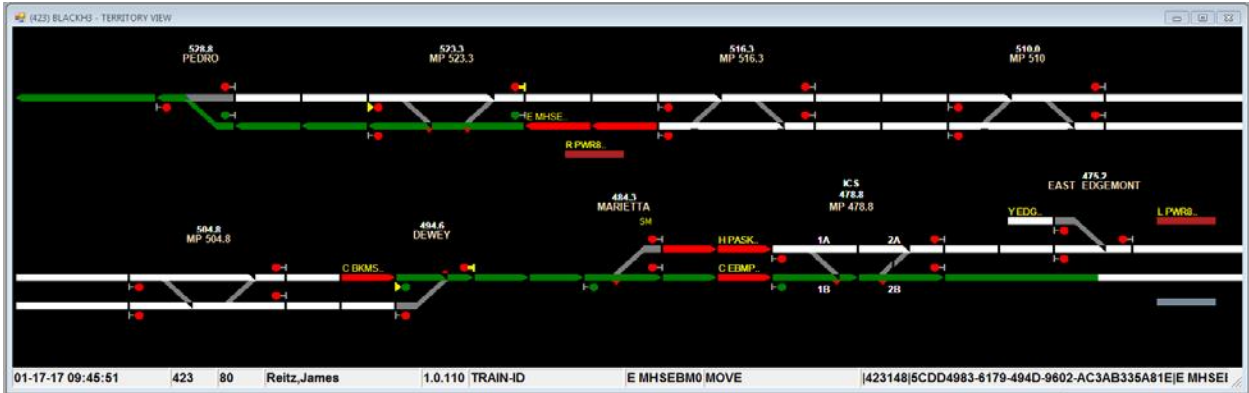 (423) BLACKH3 - TERRITORY VIEW
528.8
PEDRO
523.3
MP 523.3
516.3
MP 516.3
510.0
MP 510
E MHSE..
R PWR8..
504.8
MP 504.8
494.6
DEWEY
484.3
MARIETTA
SM
ICS
478.8
MP 478.8
475.2
EAST EDGEMONT
Y EDG..
L PWR8..
H PASK..
1A
2A
C BKMS..
C EBMP..
1B
2B
01-17-17 09:45:51 423 80 Reitz,James 1.0.110 TRAIN-ID E MHSEBM0 MOVE |423148|5CDD4983-6179-494D-9602-AC3AB335A81E|E MHSEI